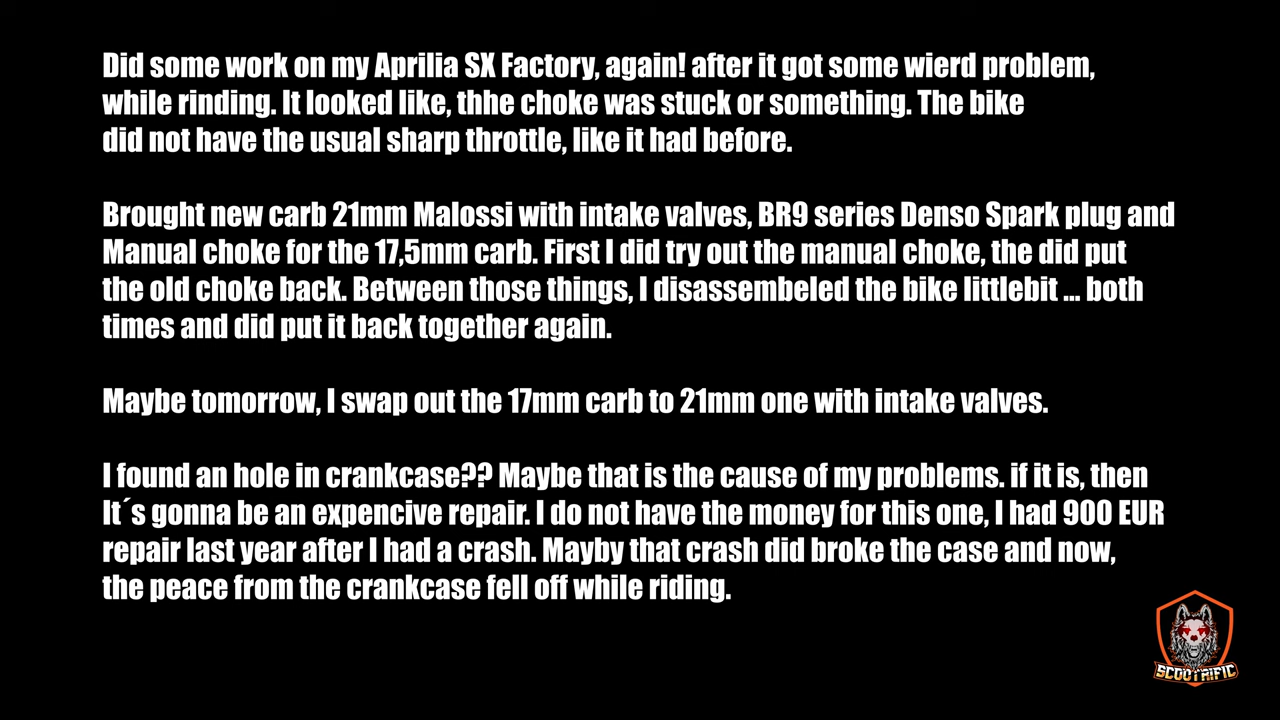 Did some work on my Aprilia SX Factory, again! after it got some wierd problem,
while rinding. It looked like, thhe choke was stuck or something. The bike
did not have the usual sharp throttle, like it had before.
Brought new carb 21mm Malossi with intake valves, BR9 series Denso Spark plug and
Manual choke for the 17,5mm carb. First I did try out the manual choke, the did put
the old choke back. Between those things, I disassembeled the bike littlebit ... both
times and did put it back together again.
Maybe tomorrow, I swap out the 17mm carb to 21mm one with intake valves.
I found an hole in crankcase?? Maybe that is the cause of my problems. if it is, then
It´s gonna be an expencive repair. I do not have the money for this one, I had 900 EUR
repair last year after I had a crash. Mayby that crash did broke the case and now,
the peace from the crankcase fell off while riding.
SCOOTRIFIC